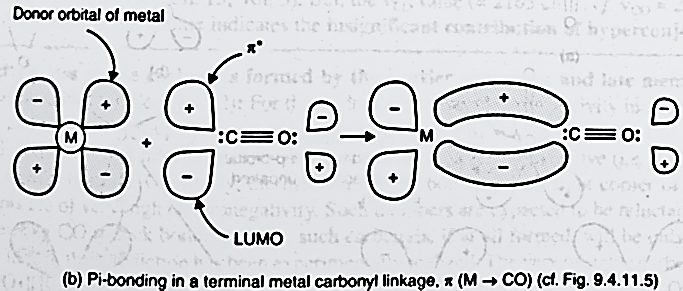 Donor orbital of metal
π*
− + + − + −
M + :C≡O: → M :C≡O:
+ − − + + − +
LUMO
(b) Pi-bonding in a terminal metal carbonyl linkage, π (M → CO) (cf. Fig. 9.4.11.5)